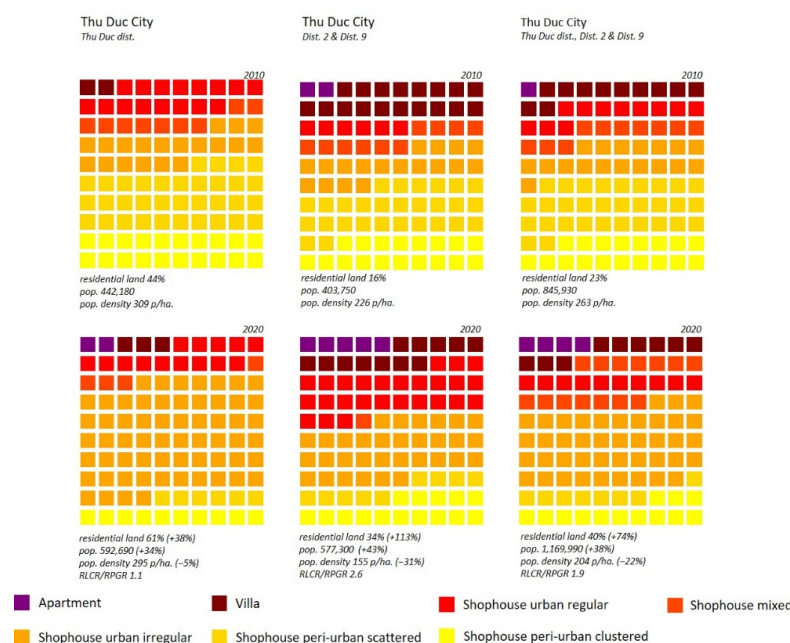 Thu Duc City
Thu Duc dist.
Thu Duc City
Dist. 2 & Dist. 9
Thu Duc City
Thu Duc dist., Dist. 2 & Dist. 9
2010
2010
2010
residential land 44%
pop. 442,180
pop. density 309 p/ha.
residential land 16%
pop. 403,750
pop. density 226 p/ha.
residential land 23%
pop. 845,930
pop. density 263 p/ha.
2020
2020
2020
residential land 61% (+38%)
pop. 592,690 (+34%)
pop. density 295 p/ha. (−5%)
RLCR/RPGR 1.1
residential land 34% (+113%)
pop. 577,300 (+43%)
pop. density 155 p/ha. (−31%)
RLCR/RPGR 2.6
residential land 40% (+74%)
pop. 1,169,990 (+38%)
pop. density 204 p/ha. (−22%)
RLCR/RPGR 1.9
Apartment
Villa
Shophouse urban regular
Shophouse mixed
Shophouse urban irregular
Shophouse peri-urban scattered
Shophouse peri-urban clustered